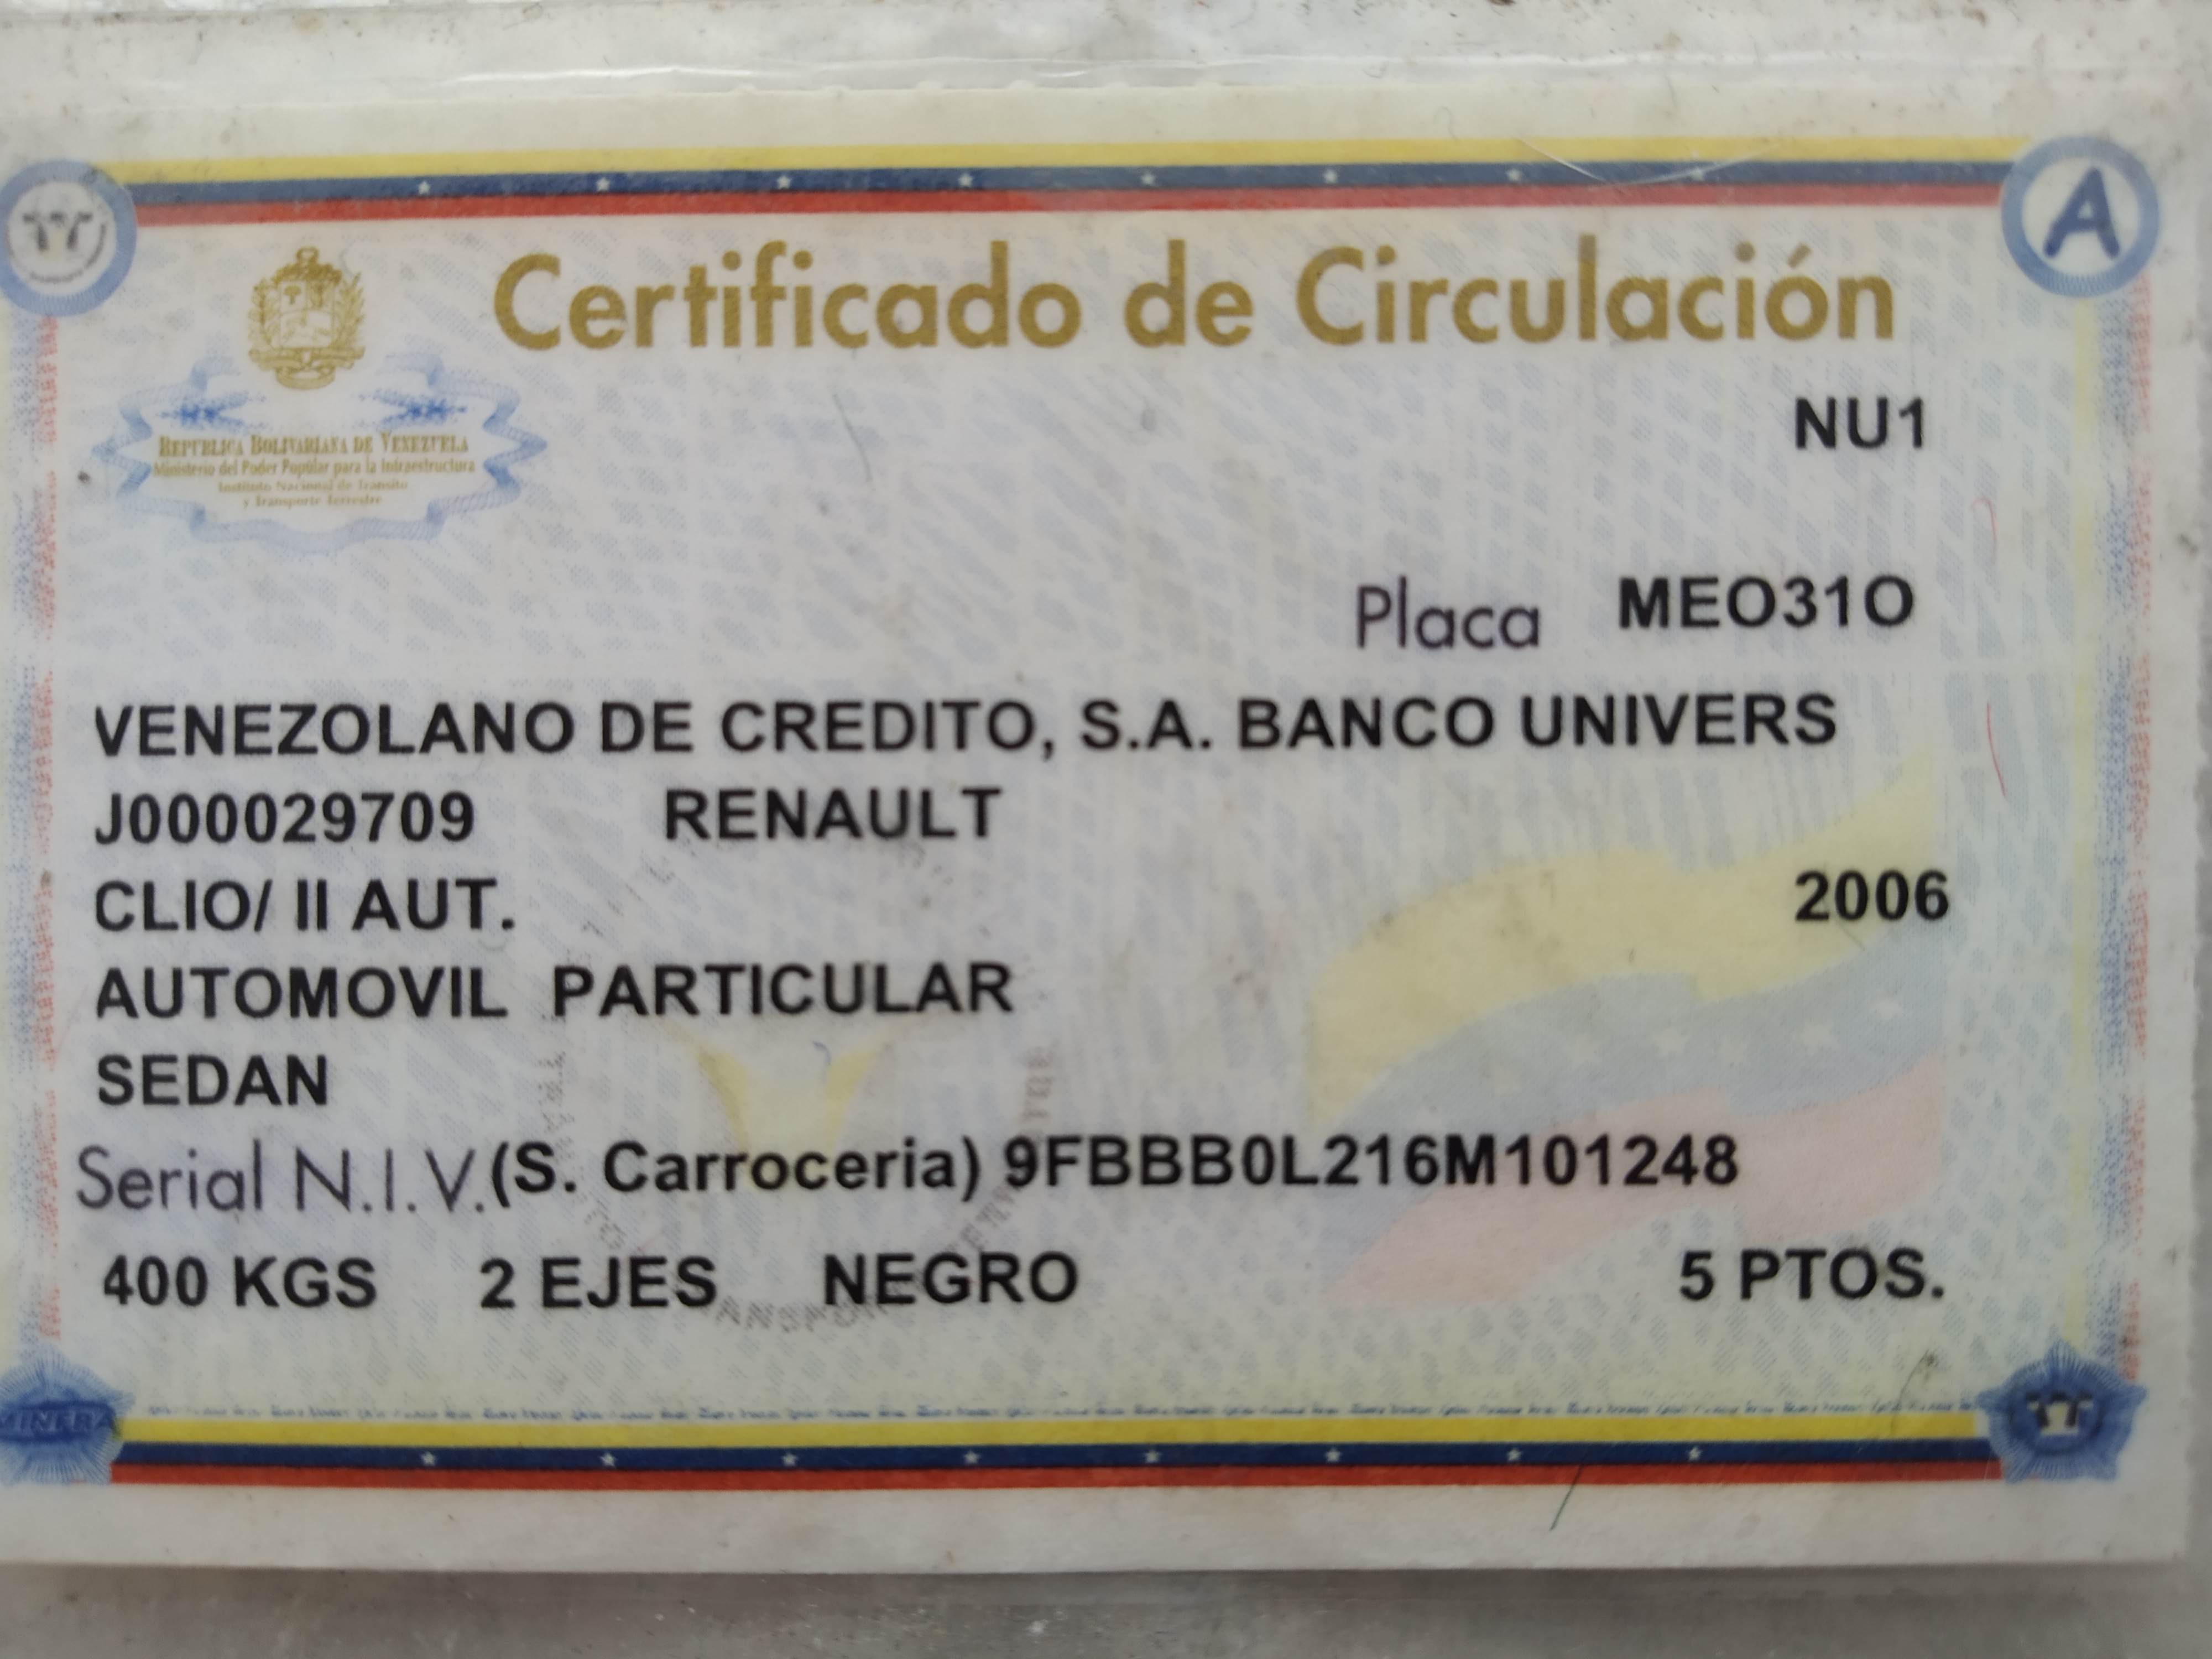 A
Certificado de Circulación
REPUBLICA BOLIVARIANA DE VENEZUELA
Ministerio del Poder Popular para la Infraestructura
Instituto Nacional de Transito
y Transporte Terrestre
NU1
Placa MEO31O
VENEZOLANO DE CREDITO, S.A. BANCO UNIVERS
J000029709 RENAULT
CLIO/ II AUT. 2006
AUTOMOVIL PARTICULAR
SEDAN
Serial N.I.V. (S. Carroceria) 9FBBB0L216M101248
400 KGS 2 EJES NEGRO 5 PTOS.
MINFRA